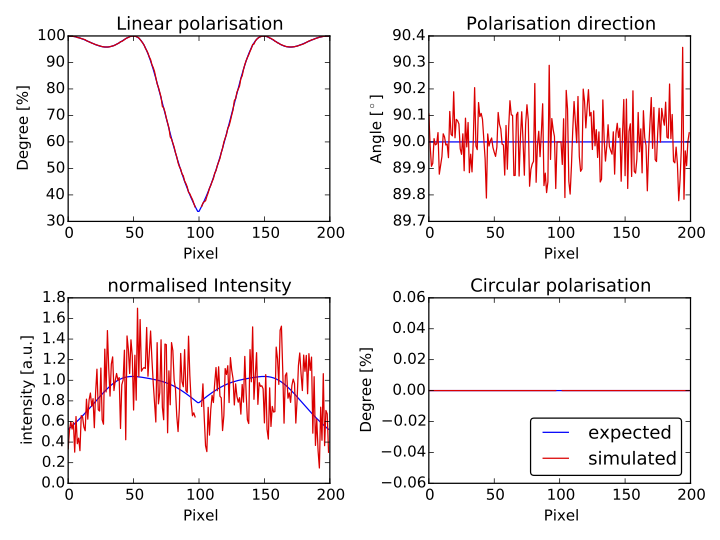 Linear polarisation
Degree [%]
100
90
80
70
60
50
40
30
0 50 100 150 200
Pixel
Polarisation direction
Angle [°]
90.4
90.3
90.2
90.1
90.0
89.9
89.8
89.7
0 50 100 150 200
Pixel
normalised Intensity
intensity [a.u.]
1.8
1.6
1.4
1.2
1.0
0.8
0.6
0.4
0.2
0.0
0 50 100 150 200
Pixel
Circular polarisation
Degree [%]
0.06
0.04
0.02
0.00
−0.02
−0.04
−0.06
0 50 100 150 200
Pixel
expected
simulated